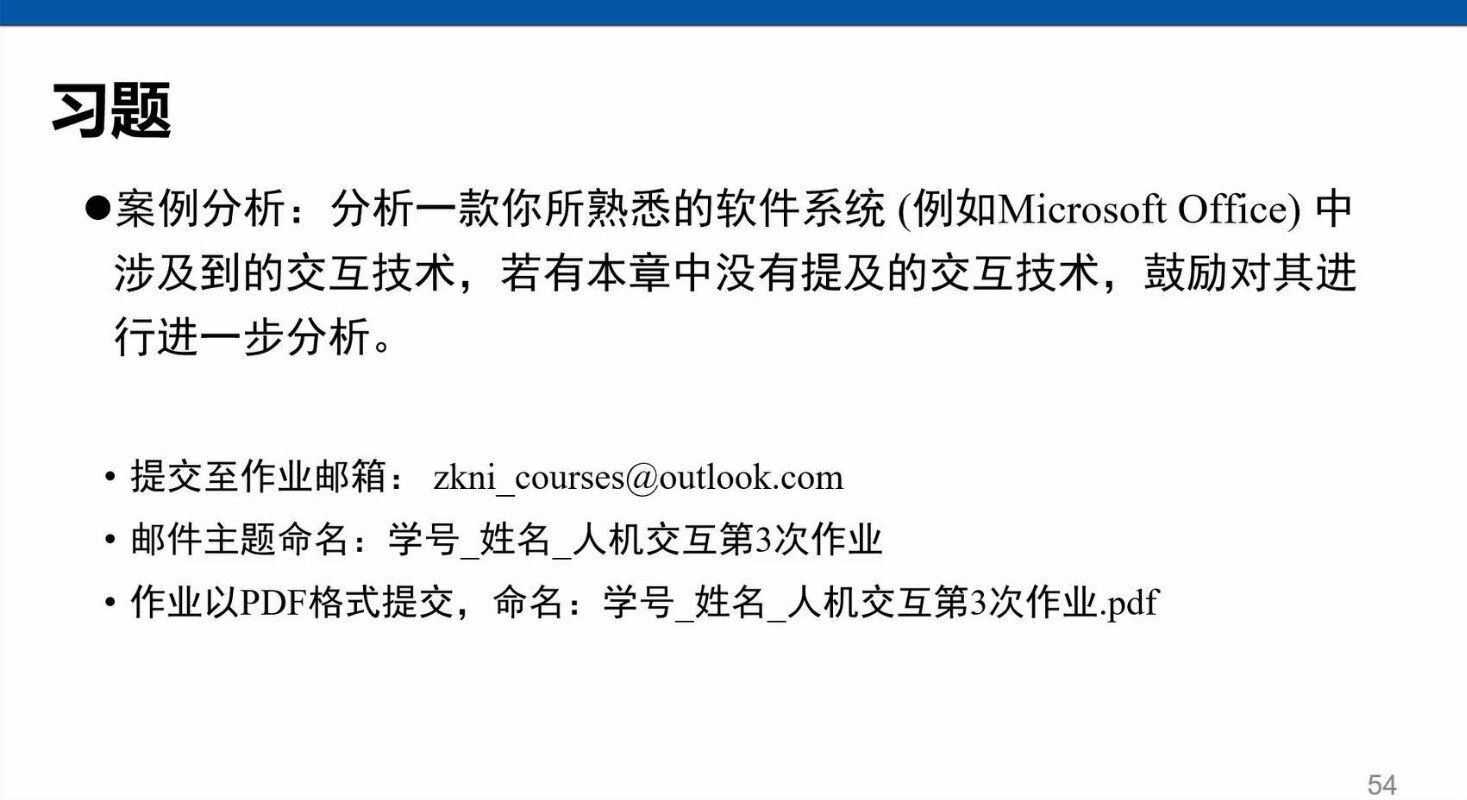 习题
●案例分析：分析一款你所熟悉的软件系统 (例如Microsoft Office) 中
涉及到的交互技术，若有本章中没有提及的交互技术，鼓励对其进
行进一步分析。
• 提交至作业邮箱： zkni_courses@outlook.com
• 邮件主题命名：学号_姓名_人机交互第3次作业
• 作业以PDF格式提交，命名：学号_姓名_人机交互第3次作业.pdf
54